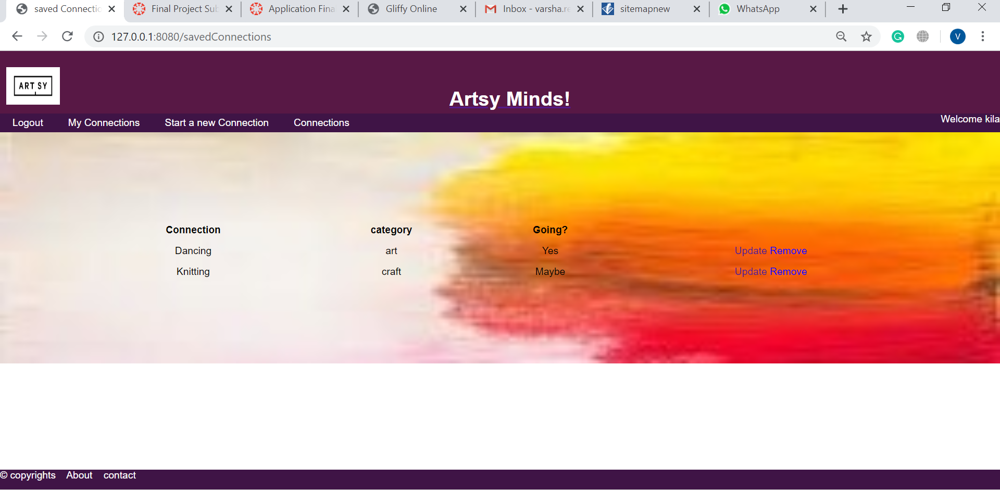 saved Connectic
Final Project Sub
Application Fina
Gliffy Online
Inbox - varsha.re
sitemapnew
WhatsApp
127.0.0.1:8080/savedConnections
V
ART SY
Artsy Minds!
Logout My Connections Start a new Connection Connections Welcome kila
Connection category Going?
Dancing art Yes Update Remove
Knitting craft Maybe Update Remove
© copyrights About contact